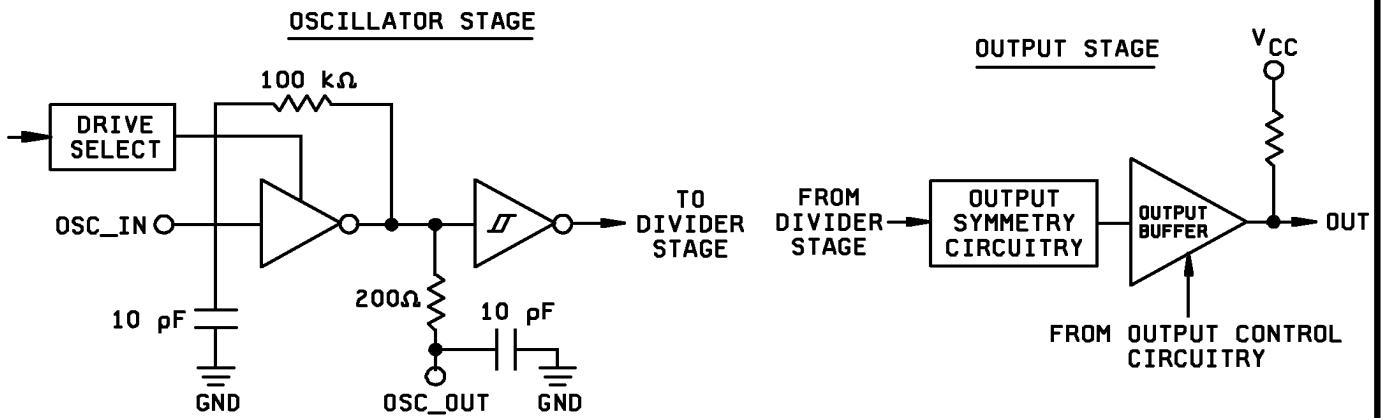 OSCILLATOR STAGE
100 kΩ
DRIVE
SELECT
OSC_IN
TO
DIVIDER
STAGE
10 pF
200Ω
10 pF
GND
OSC_OUT
GND
OUTPUT STAGE
VCC
FROM
DIVIDER
STAGE
OUTPUT
SYMMETRY
CIRCUITRY
OUTPUT
BUFFER
OUT
FROM OUTPUT CONTROL
CIRCUITRY